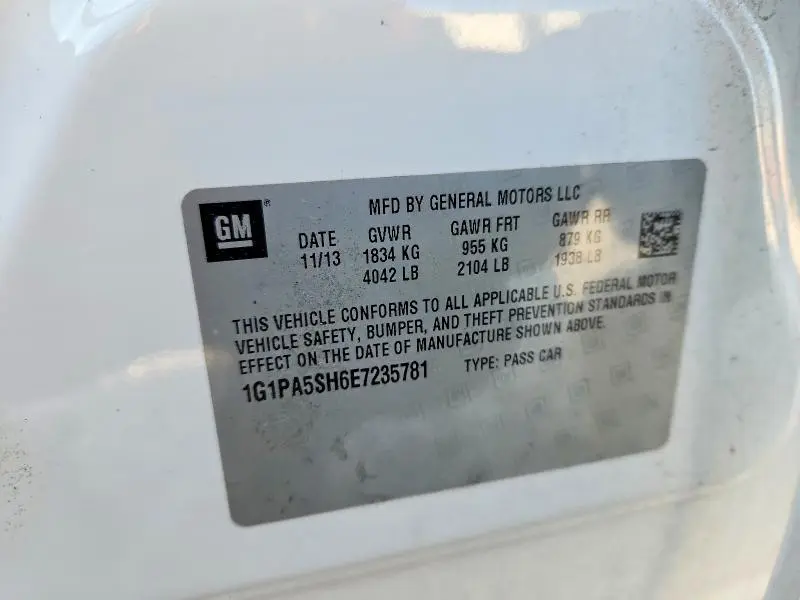 GM® MFD BY GENERAL MOTORS LLC
DATE GVWR GAWR FRT GAWR RR
11/13 1834 KG 955 KG 879 KG
4042 LB 2104 LB 1938 LB
THIS VEHICLE CONFORMS TO ALL APPLICABLE U.S. FEDERAL MOTOR
VEHICLE SAFETY, BUMPER, AND THEFT PREVENTION STANDARDS IN
EFFECT ON THE DATE OF MANUFACTURE SHOWN ABOVE.
1G1PA5SH6E7235781 TYPE: PASS CAR